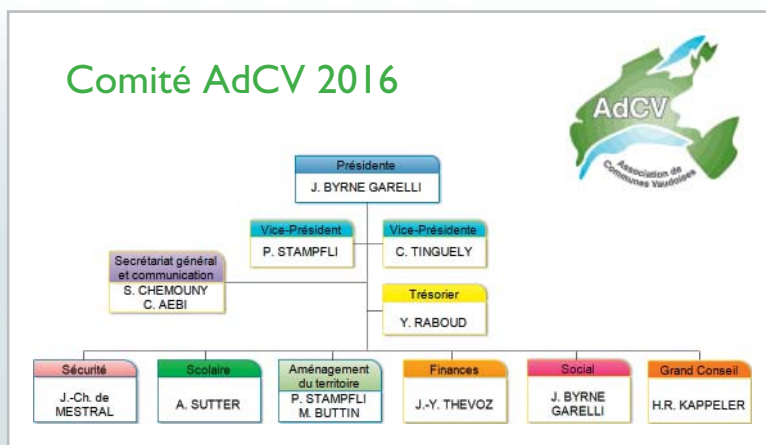 Comité AdCV 2016
AdCV
Association de
Communes Vaudoises
Présidente
J. BYRNE GARELLI
Vice-Président
P. STAMPFLI
Vice-Présidente
C. TINGUELY
Secrétariat général
et communication
S. CHEMOUNY
C. AEBI
Trésorier
Y. RABOUD
Sécurité
J.-Ch. de
MESTRAL
Scolaire
A. SUTTER
Aménagement
du territoire
P. STAMPFLI
M. BUTTIN
Finances
J.-Y. THEVOZ
Social
J. BYRNE
GARELLI
Grand Conseil
H.R. KAPPELER